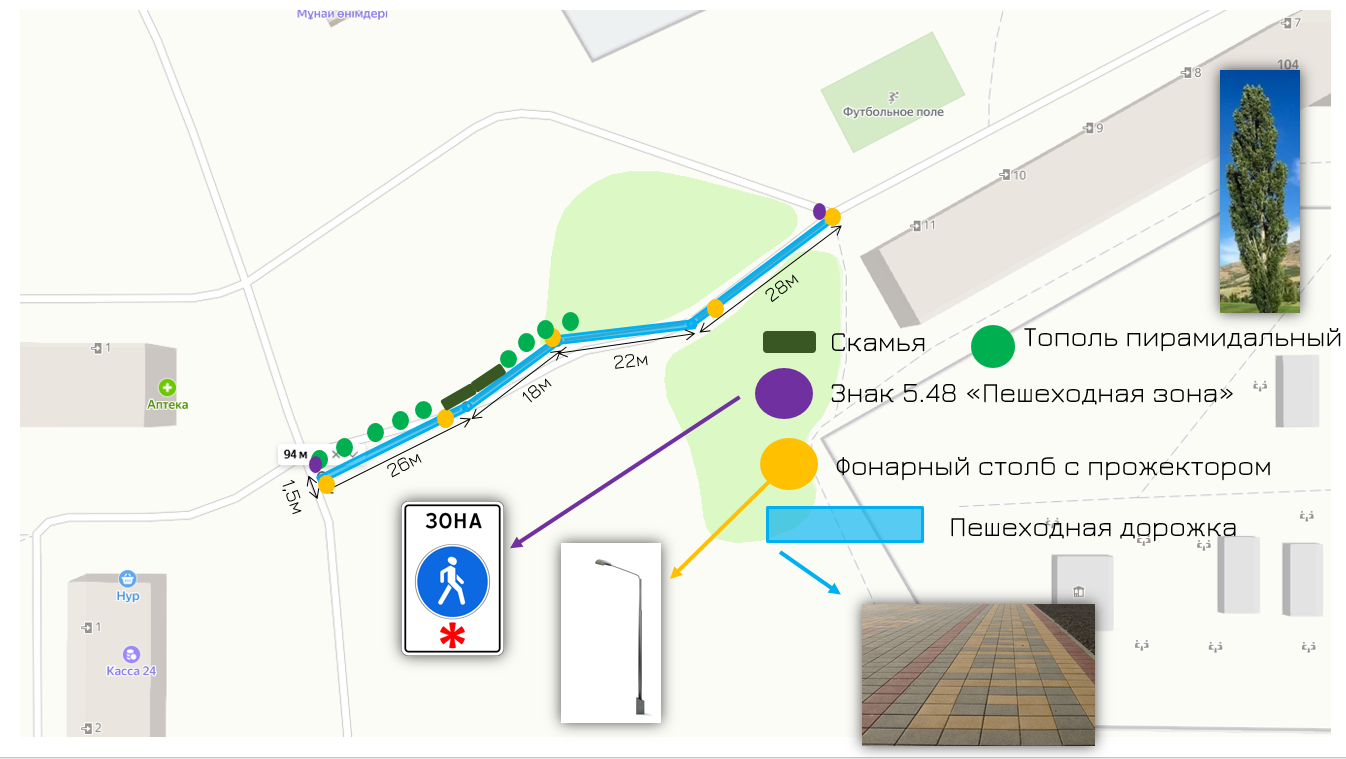 Мұнай өнімдері
7
104
8
Футбольное поле
9
10
11
28м
Скамья
Тополь пирамидальный
1
22м
18м
Аптека
Знак 5.48 «Пешеходная зона»
94 м
26м
1,5м
Фонарный столб с прожектором
ЗОНА
Пешеходная дорожка
Нур
1
Касса 24
2